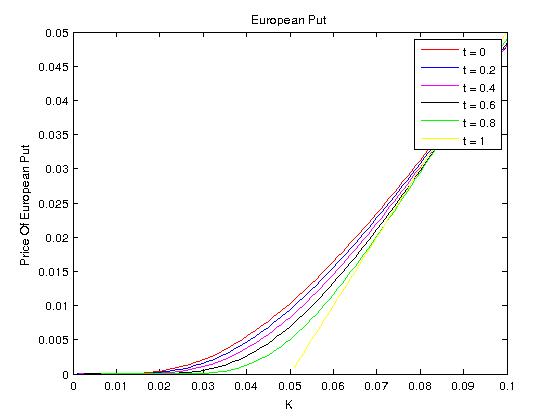 European Put
0.05
0.045
0.04
0.035
0.03
0.025
0.02
0.015
0.01
0.005
0
Price Of European Put
t = 0
t = 0.2
t = 0.4
t = 0.6
t = 0.8
t = 1
0 0.01 0.02 0.03 0.04 0.05 0.06 0.07 0.08 0.09 0.1
K